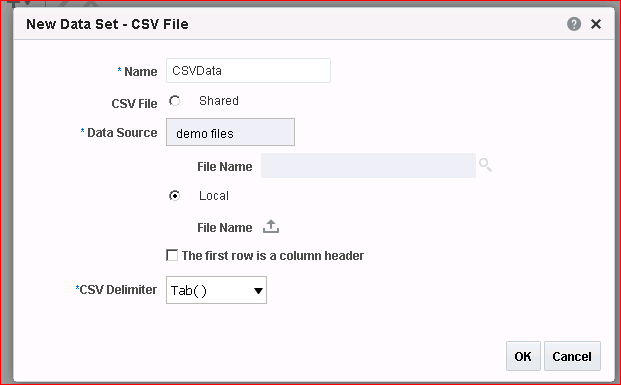 New Data Set - CSV File
* Name CSVData
CSV File Shared
* Data Source demo files
File Name
Local
File Name
The first row is a column header
*CSV Delimiter Tab( )
OK Cancel